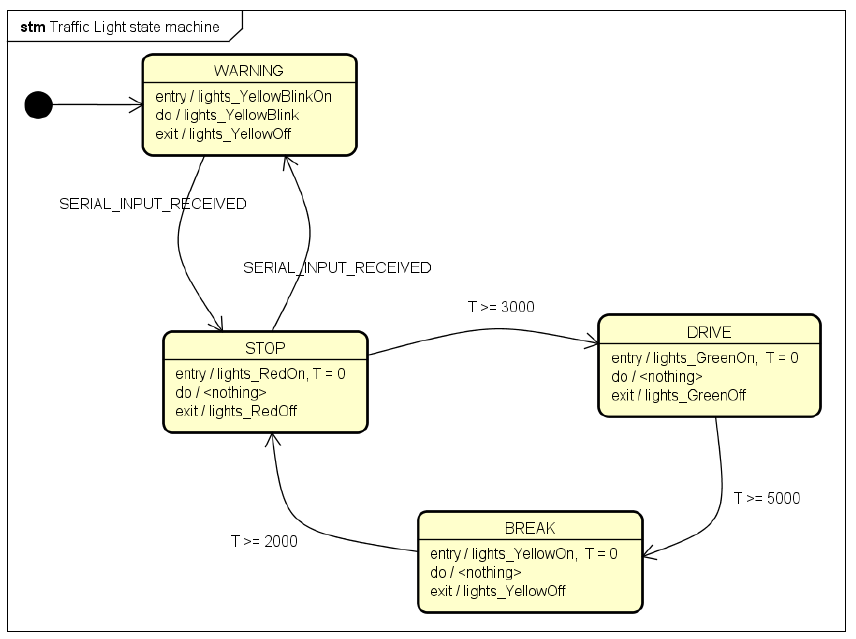 stm Traffic Light state machine
WARNING
entry / lights_YellowBlinkOn
do / lights_YellowBlink
exit / lights_YellowOff
SERIAL_INPUT_RECEIVED
SERIAL_INPUT_RECEIVED
T >= 3000
STOP
entry / lights_RedOn, T = 0
do / <nothing>
exit / lights_RedOff
DRIVE
entry / lights_GreenOn, T = 0
do / <nothing>
exit / lights_GreenOff
T >= 5000
T >= 2000
BREAK
entry / lights_YellowOn, T = 0
do / <nothing>
exit / lights_YellowOff